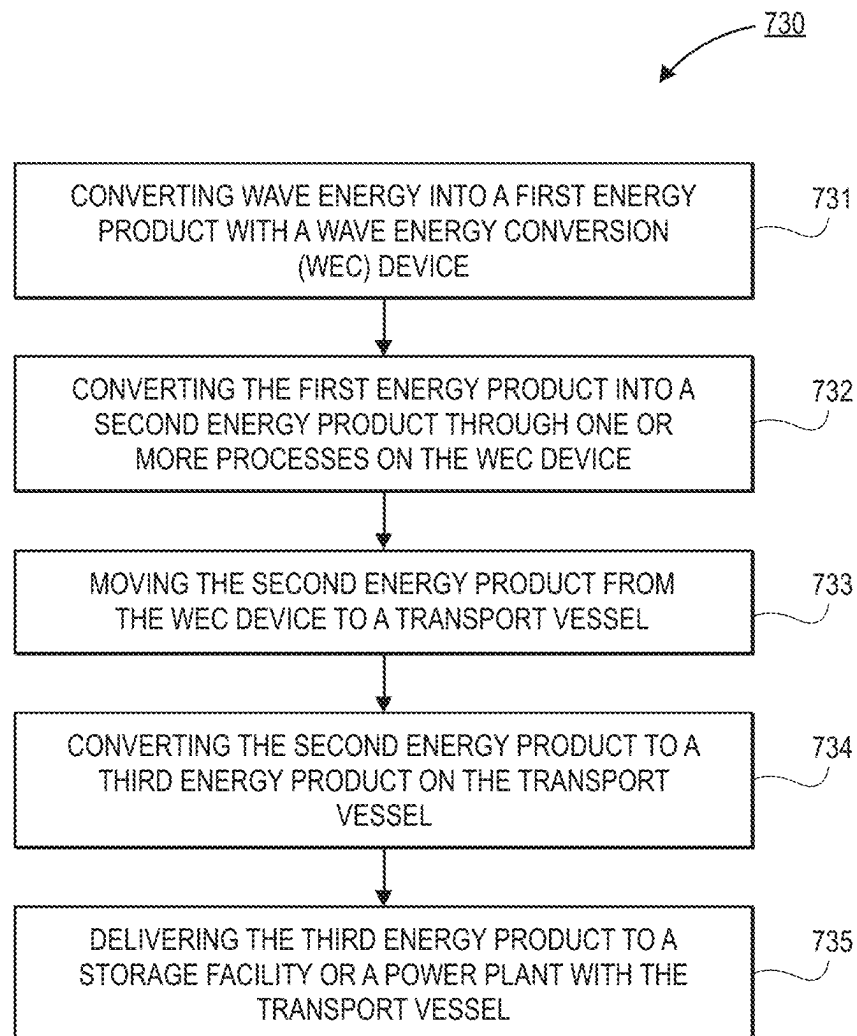 730
CONVERTING WAVE ENERGY INTO A FIRST ENERGY
PRODUCT WITH A WAVE ENERGY CONVERSION
(WEC) DEVICE
731
CONVERTING THE FIRST ENERGY PRODUCT INTO A
SECOND ENERGY PRODUCT THROUGH ONE OR
MORE PROCESSES ON THE WEC DEVICE
732
MOVING THE SECOND ENERGY PRODUCT FROM
THE WEC DEVICE TO A TRANSPORT VESSEL
733
CONVERTING THE SECOND ENERGY PRODUCT TO A
THIRD ENERGY PRODUCT ON THE TRANSPORT
VESSEL
734
DELIVERING THE THIRD ENERGY PRODUCT TO A
STORAGE FACILITY OR A POWER PLANT WITH THE
TRANSPORT VESSEL
735